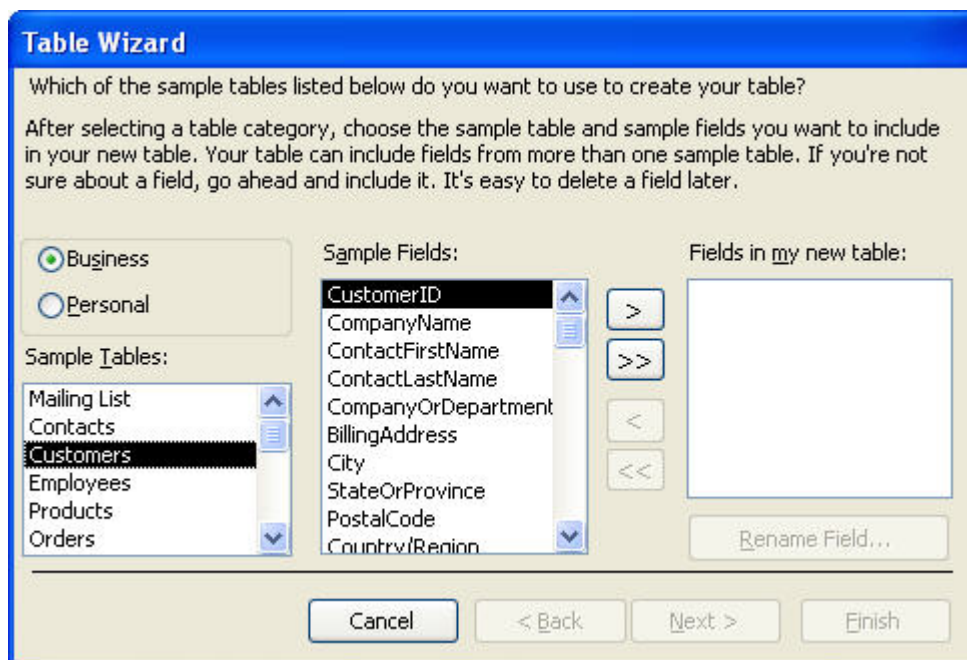 Table Wizard
Which of the sample tables listed below do you want to use to create your table?
After selecting a table category, choose the sample table and sample fields you want to include
in your new table. Your table can include fields from more than one sample table. If you're not
sure about a field, go ahead and include it. It's easy to delete a field later.
Business
Personal
Sample Tables:
Mailing List
Contacts
Customers
Employees
Products
Orders
Sample Fields:
CustomerID
CompanyName
ContactFirstName
ContactLastName
CompanyOrDepartment
BillingAddress
City
StateOrProvince
PostalCode
Country/Region
>
>>
<
<<
Fields in my new table:
Rename Field...
Cancel
< Back
Next >
Finish